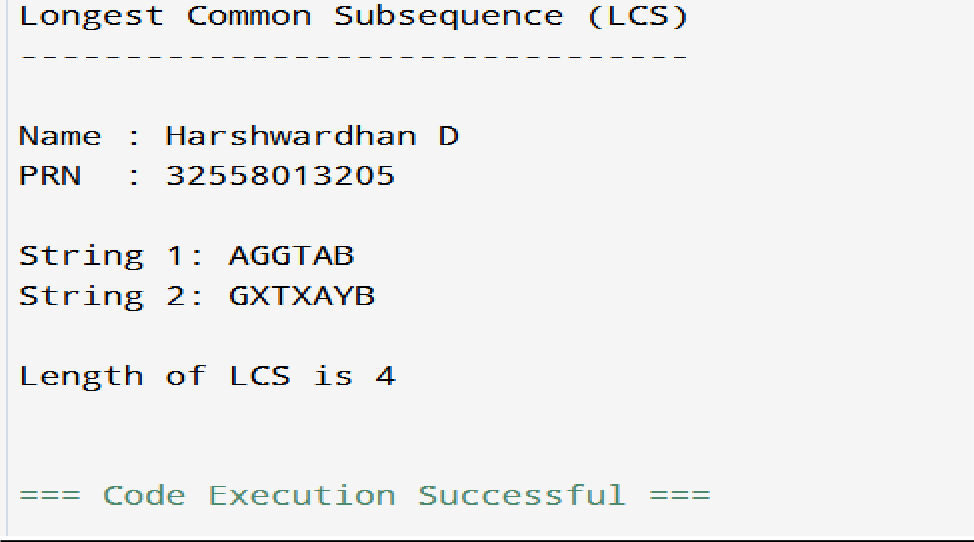 Longest Common Subsequence (LCS)
--------------------------------
Name : Harshwardhan D
PRN  : 32558013205
String 1: AGGTAB
String 2: GXTXAYB
Length of LCS is 4
=== Code Execution Successful ===